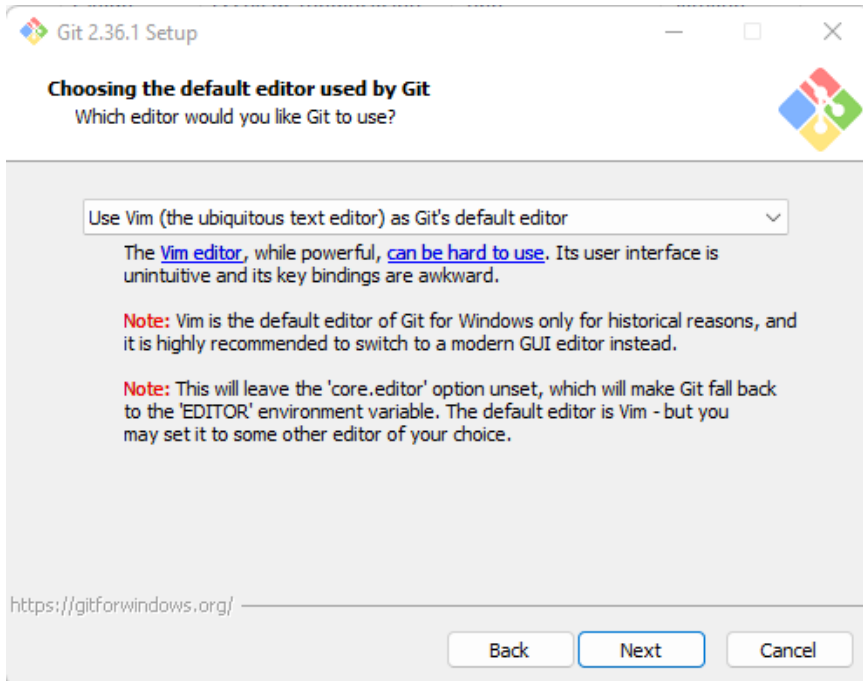 Git 2.36.1 Setup
Choosing the default editor used by Git
Which editor would you like Git to use?
Use Vim (the ubiquitous text editor) as Git's default editor
The Vim editor, while powerful, can be hard to use. Its user interface is
unintuitive and its key bindings are awkward.
Note: Vim is the default editor of Git for Windows only for historical reasons, and
it is highly recommended to switch to a modern GUI editor instead.
Note: This will leave the 'core.editor' option unset, which will make Git fall back
to the 'EDITOR' environment variable. The default editor is Vim - but you
may set it to some other editor of your choice.
https://gitforwindows.org/
Back Next Cancel